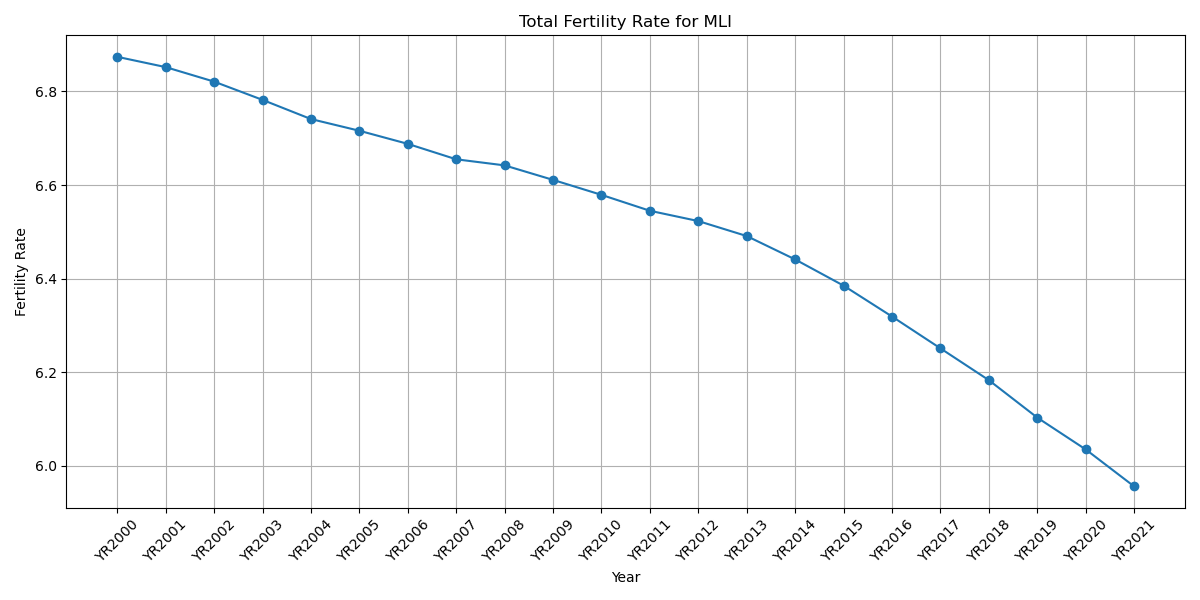 Total Fertility Rate for MLI
Fertility Rate
6.8
6.6
6.4
6.2
6.0
YR2000
YR2001
YR2002
YR2003
YR2004
YR2005
YR2006
YR2007
YR2008
YR2009
YR2010
YR2011
YR2012
YR2013
YR2014
YR2015
YR2016
YR2017
YR2018
YR2019
YR2020
YR2021
Year